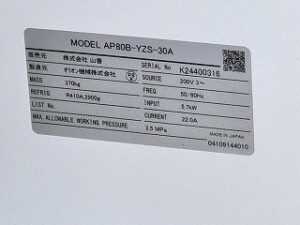 MODEL AP80B-YZS-30A
販売元 株式会社 山善
製造元 オリオン機械株式会社
MASS 370kg
REFRIG. R410A,2900g
LIST No.
MAX. ALLOWABLE WORKING PRESSURE 3.5 MPa
SERIAL No. K24400316
SOURCE 200V 3~
FREQ. 50/60Hz
INPUT 5.7kW
CURRENT 22.0A
MADE IN JAPAN
04109144010